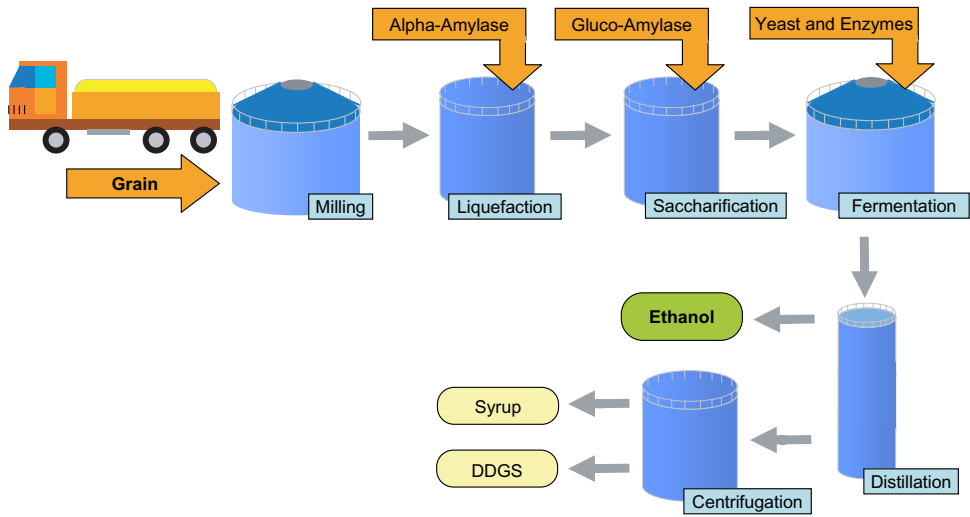 Alpha-Amylase
Gluco-Amylase
Yeast and Enzymes
Grain
Milling
Liquefaction
Saccharification
Fermentation
Ethanol
Syrup
DDGS
Centrifugation
Distillation